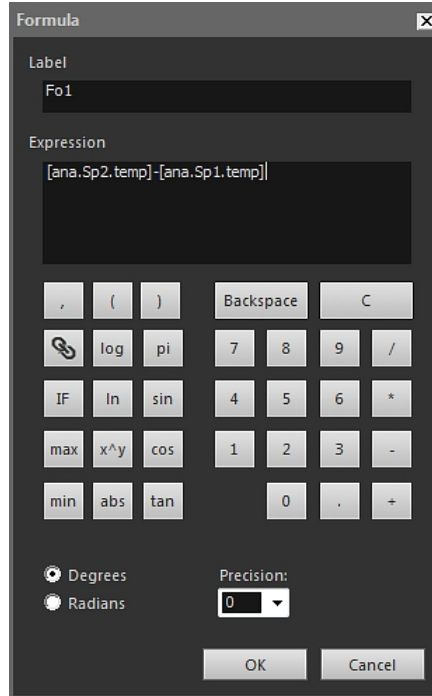 Formula
Label
Fo1
Expression
[ana.Sp2.temp]-[ana.Sp1.temp]
, ( ) Backspace C
log pi 7 8 9 /
IF ln sin 4 5 6 *
max x^y cos 1 2 3 -
min abs tan 0 . +
Degrees Precision:
Radians 0
OK Cancel